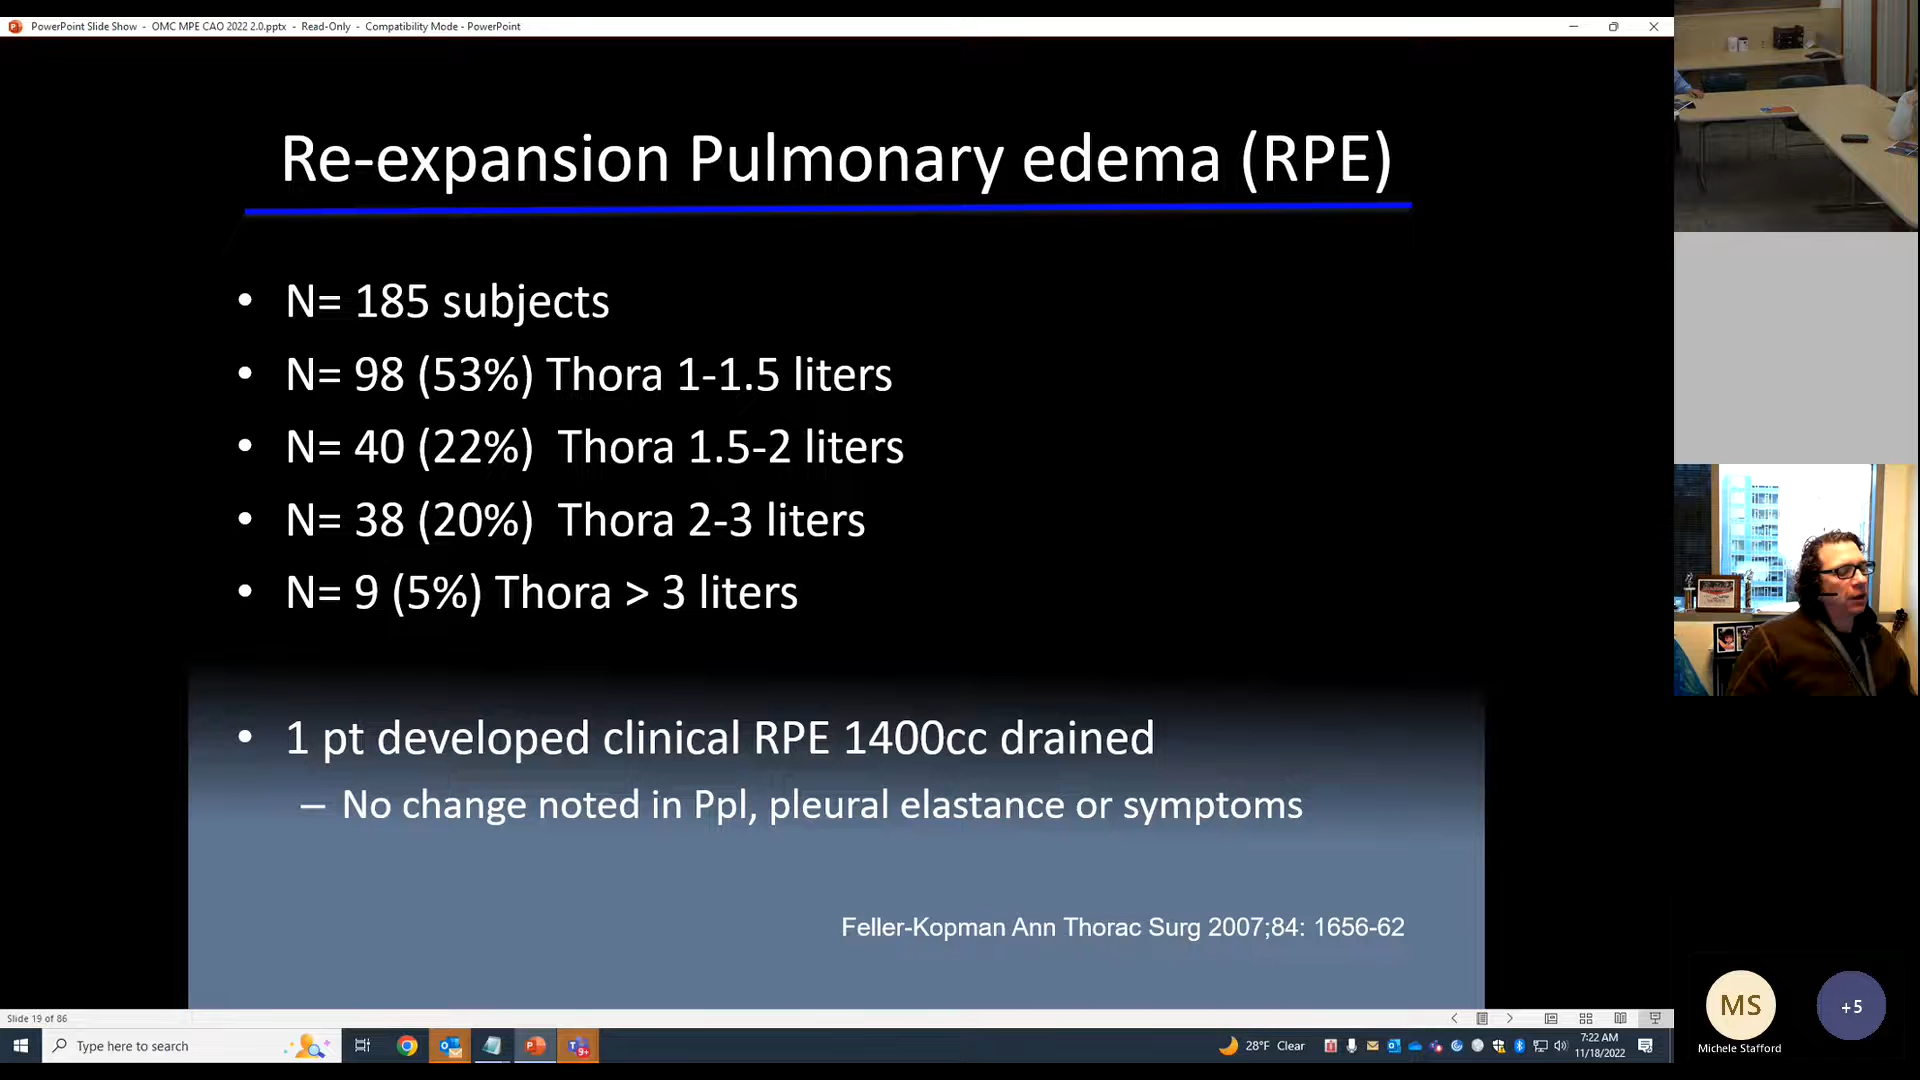 PowerPoint Slide Show - OMC MPE CAO 2022 2.0.pptx - Read-Only - Compatibility Mode - PowerPoint
Re-expansion Pulmonary edema (RPE)
• N= 185 subjects
• N= 98 (53%) Thora 1-1.5 liters
• N= 40 (22%) Thora 1.5-2 liters
• N= 38 (20%) Thora 2-3 liters
• N= 9 (5%) Thora > 3 liters
• 1 pt developed clinical RPE 1400cc drained
– No change noted in Ppl, pleural elastance or symptoms
Feller-Kopman Ann Thorac Surg 2007;84: 1656-62
MS
+5
Michele Stafford
Slide 19 of 86
Type here to search
9+
28°F Clear
7:22 AM
11/18/2022